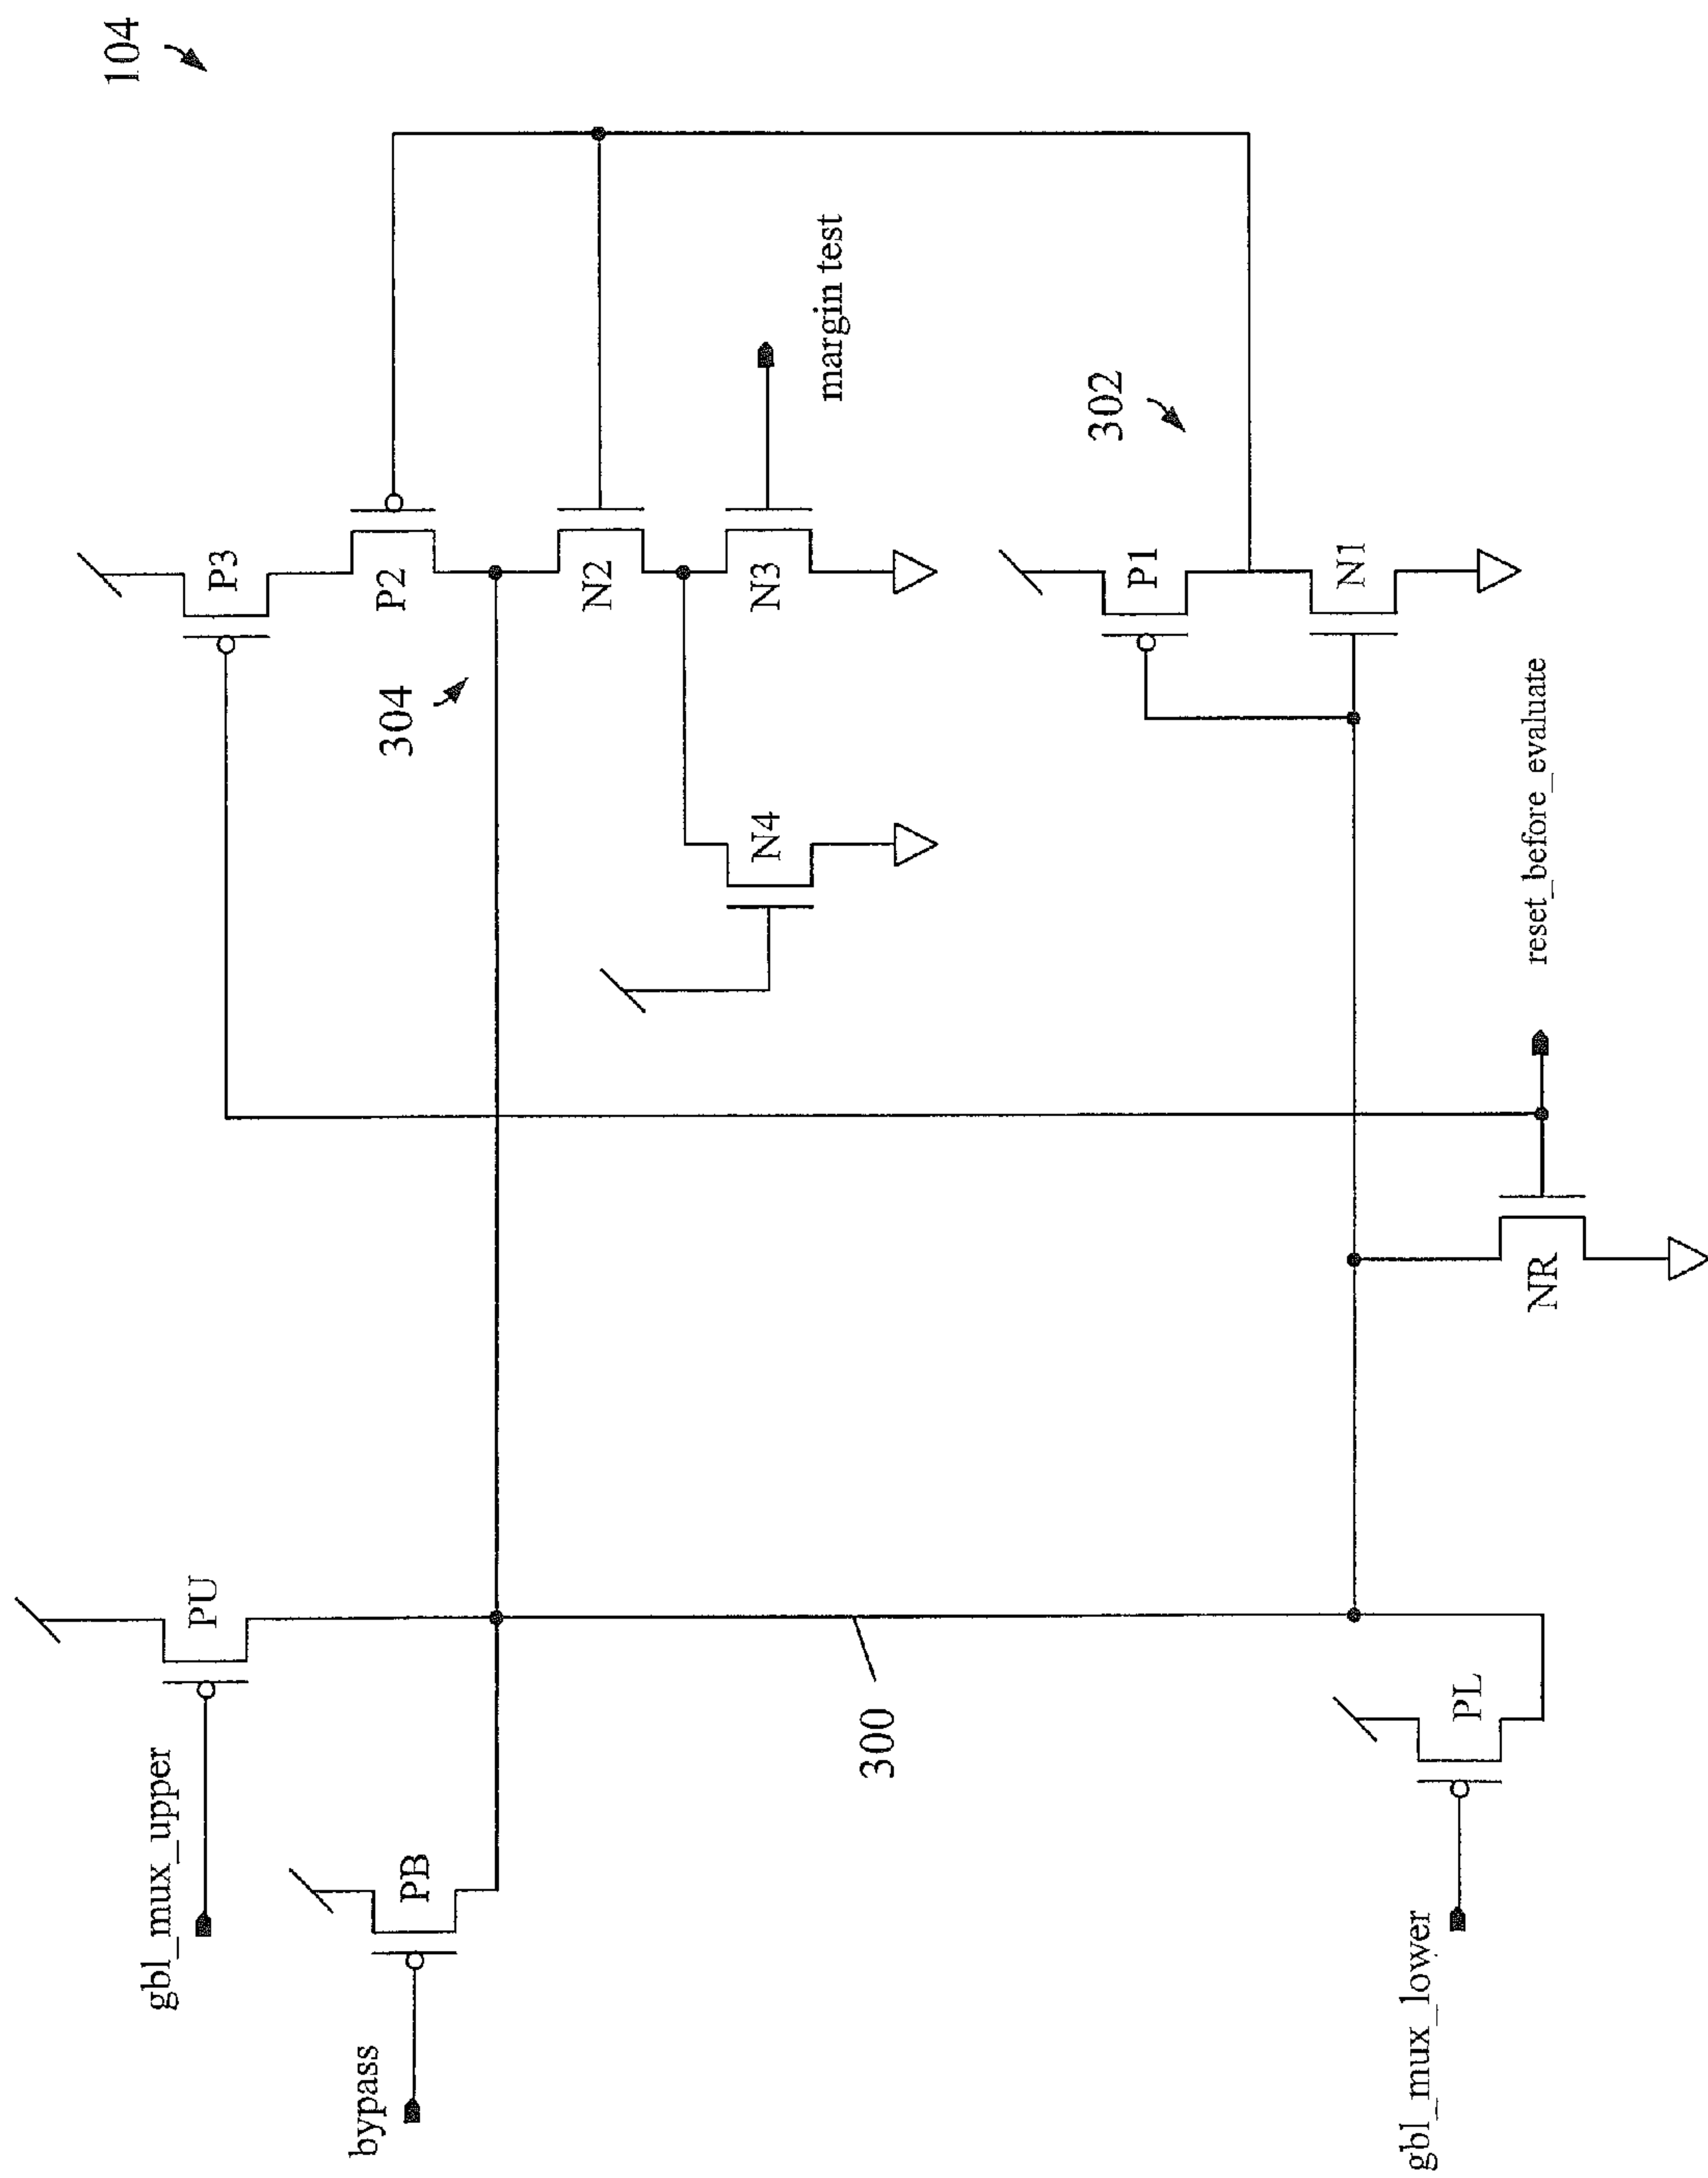 104
P3
P2
304
N2
N3
N4
margin test
302
P1
N1
reset_before_evaluate
NR
PU
gbl_mux_upper
PB
bypass
300
PL
gbl_mux_lower